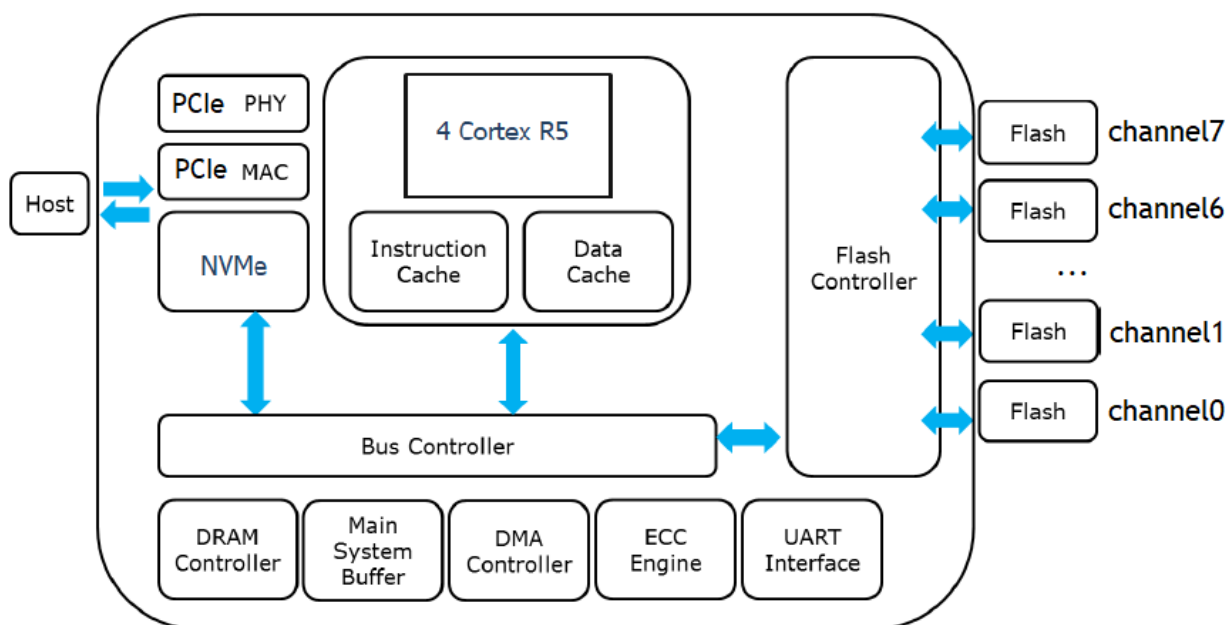 PCIe PHY
4 Cortex R5
PCIe MAC
Host
NVMe
Instruction
Cache
Data
Cache
Flash
Controller
Flash
channel7
Flash
channel6
...
Flash
channel1
Flash
channel0
Bus Controller
DRAM
Controller
Main
System
Buffer
DMA
Controller
ECC
Engine
UART
Interface